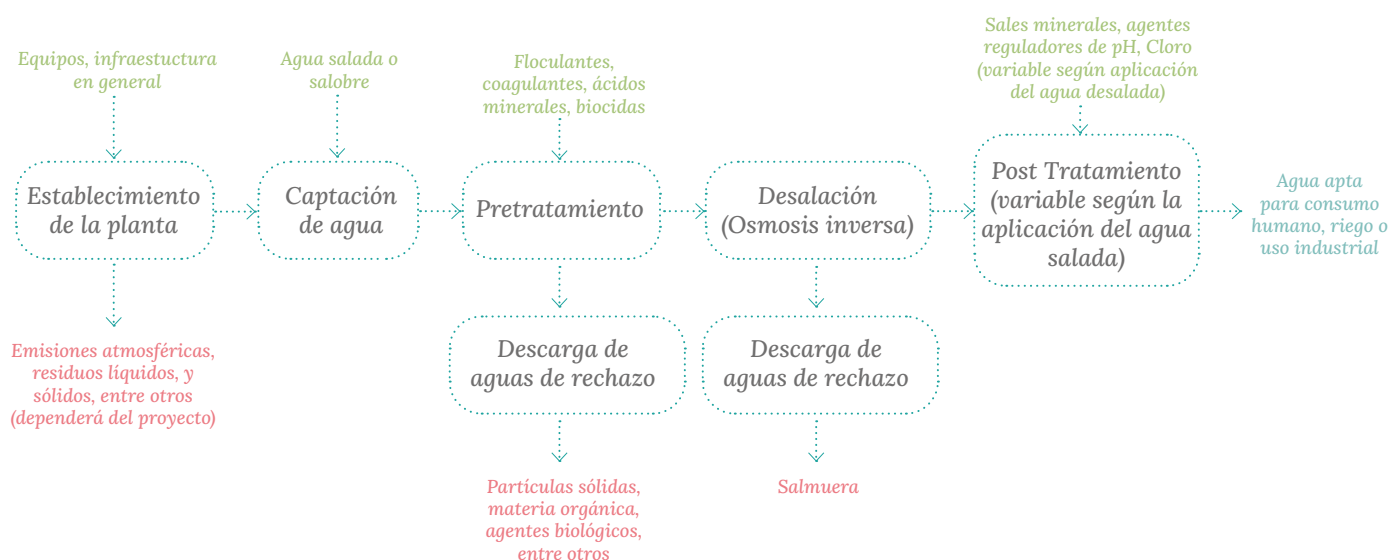 Equipos, infraestuctura
en general
Agua salada o
salobre
Floculantes,
coagulantes, ácidos
minerales, biocidas
Sales minerales, agentes
reguladores de pH, Cloro
(variable según aplicación
del agua desalada)
Establecimiento
de la planta
Captación
de agua
Pretratamiento
Desalación
(Osmosis inversa)
Post Tratamiento
(variable según la
aplicación del agua
salada)
Agua apta
para consumo
humano, riego o
uso industrial
Emisiones atmosféricas,
residuos líquidos, y
sólidos, entre otros
(dependerá del proyecto)
Descarga de
aguas de rechazo
Descarga de
aguas de rechazo
Partículas sólidas,
materia orgánica,
agentes biológicos,
entre otros
Salmuera